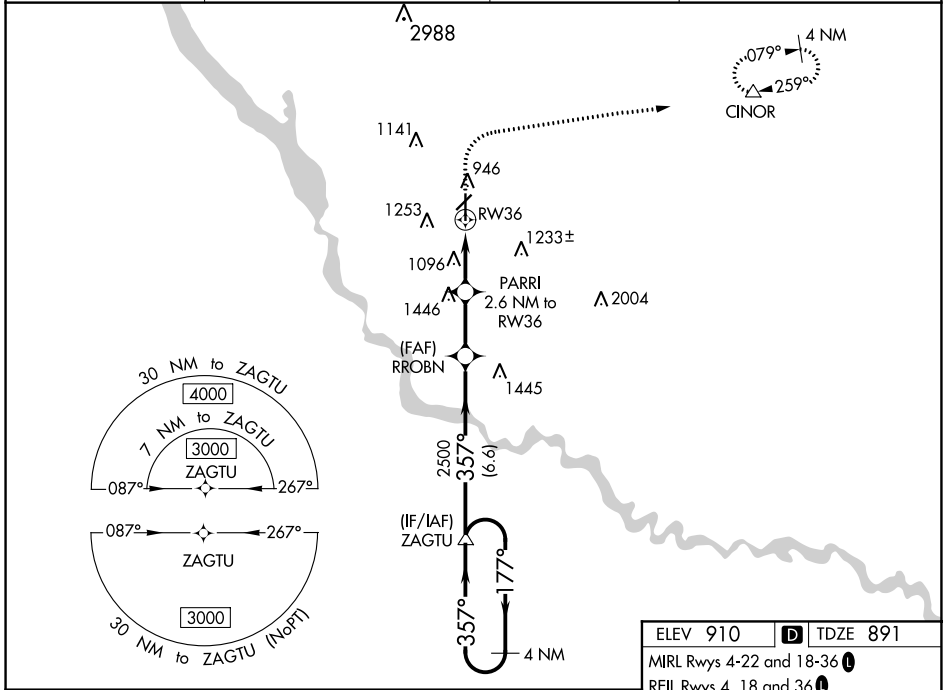 2988
4 NM
079°
259°
CINOR
1141
946
1253
RW36
1233±
1096
PARRI
2.6 NM to
RW36
1446
2004
(FAF)
RROBN
1445
30 NM to ZAGTU
4000
7 NM to ZAGTU
3000
ZAGTU
087°
267°
2500
357°
(6.6)
087°
267°
ZAGTU
3000
30 NM to ZAGTU (NoPT)
(IF/IAF)
ZAGTU
357°
177°
4 NM
ELEV 910 D TDZE 891
MIRL Rwys 4-22 and 18-36 L
REIL Rwys 4, 18 and 36 L